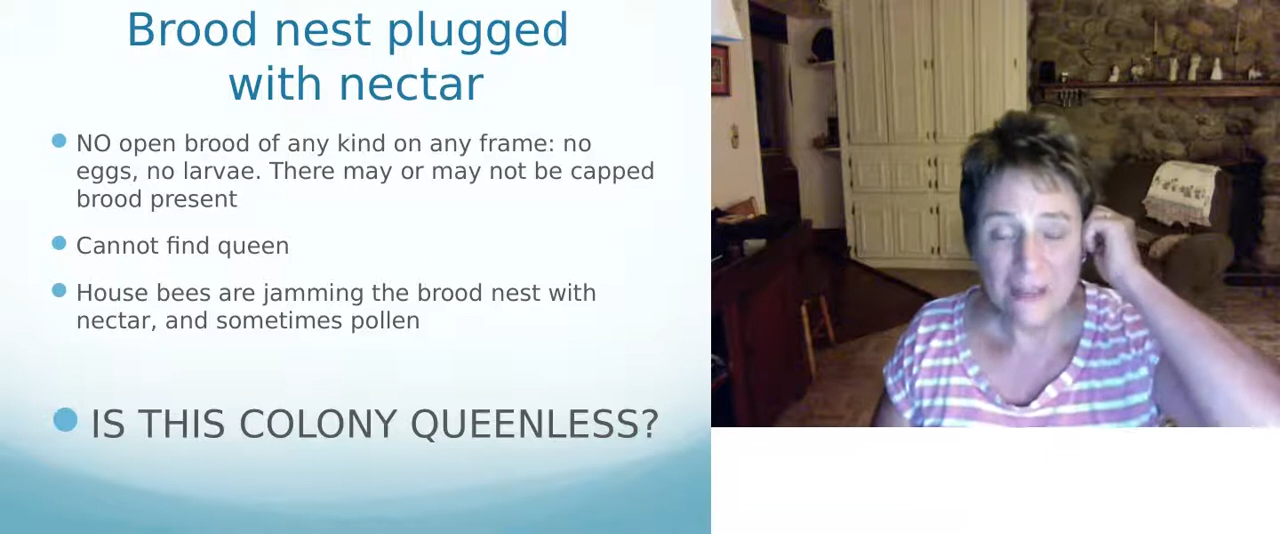 Brood nest plugged
with nectar
NO open brood of any kind on any frame: no
eggs, no larvae. There may or may not be capped
brood present
Cannot find queen
House bees are jamming the brood nest with
nectar, and sometimes pollen
IS THIS COLONY QUEENLESS?